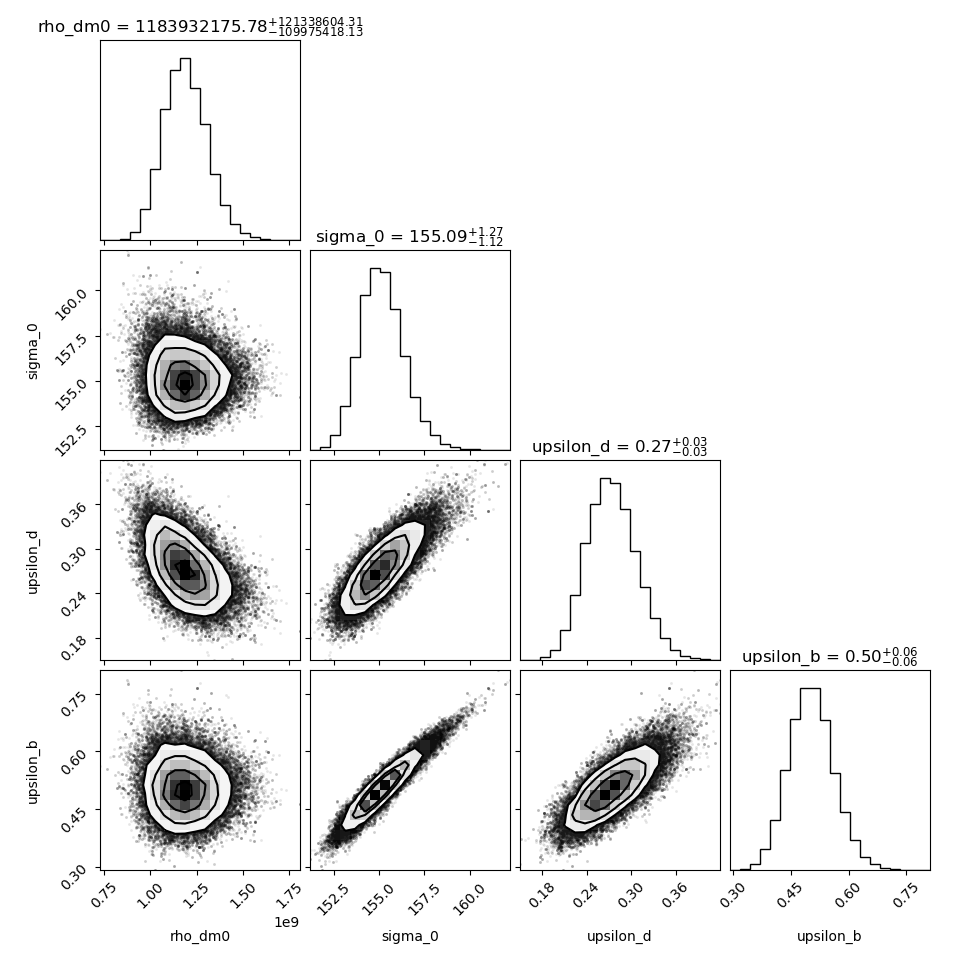 rho_dm0 = 1183932175.78+121338604.31 −109975418.13
sigma_0 = 155.09+1.27 −1.12
160.0
157.5
155.0
152.5
sigma_0
upsilon_d = 0.27+0.03 −0.03
0.36
0.30
0.24
0.18
upsilon_d
upsilon_b = 0.50+0.06 −0.06
0.75
0.60
0.45
0.30
upsilon_b
0.75 1.00 1.25 1.50 1.75 152.5 155.0 157.5 160.0 0.18 0.24 0.30 0.36 0.30 0.45 0.60 0.75
1e9
rho_dm0 sigma_0 upsilon_d upsilon_b